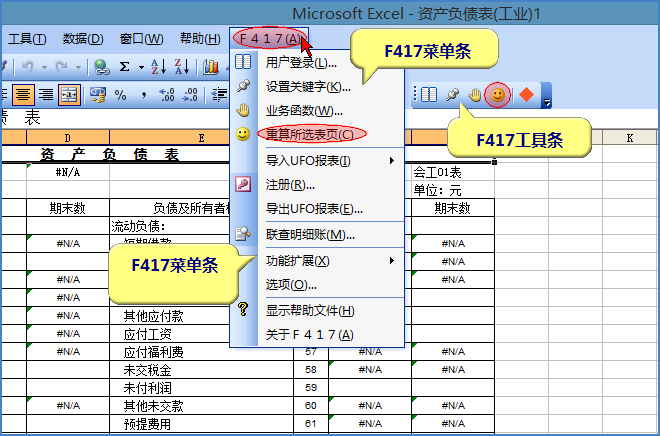 Microsoft Excel - 资产负债表(工业)1
工具(T) 数据(D) 窗口(W) 帮助(H) F417(A)
Σ
% ,
F417菜单条
F417工具条
用户登录(L)...
设置关键字(K)...
业务函数(W)...
重算所选表页(C)
导入UFO报表(I)
注册(R)...
导出UFO报表(E)...
联查明细账(M)...
功能扩展(X)
选项(O)...
显示帮助文件(H)
关于F417(A)
F417菜单条
债 表
D E K
资 产 负 债 表
#N/A 会工01表
单位: 元
期末数 负债及所有者 期末数
流动负债:
#N/A 短期借款 #N/A
#N/A
#N/A #N/A
#N/A #N/A
#N/A 其他应付款 #N/A
#N/A 应付工资 #N/A
#N/A 应付福利费 57 #N/A #N/A
未交税金 58 #N/A #N/A
未付利润 59
#N/A 其他未交款 60 #N/A #N/A
预提费用 61 #N/A #N/A